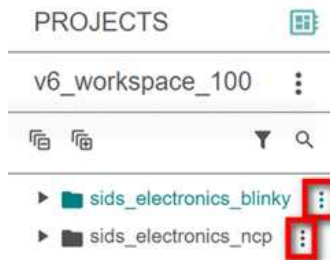 PROJECTS
v6_workspace_100
sids_electronics_blinky
sids_electronics_ncp